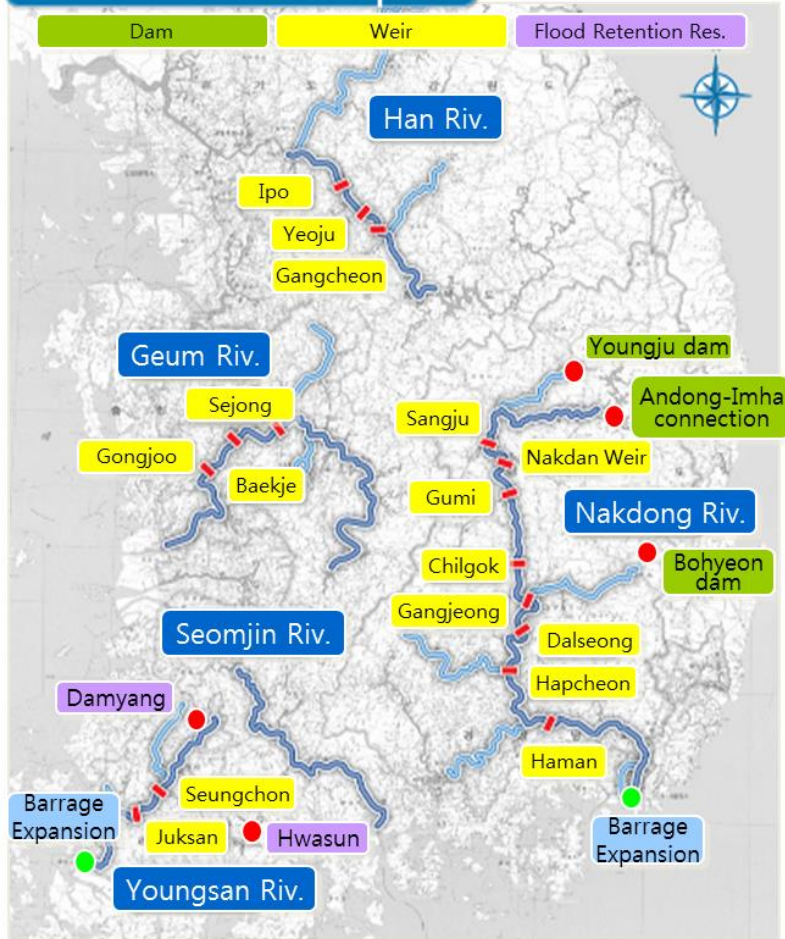 Dam
Weir
Flood Retention Res.
Han Riv.
Ipo
Yeoju
Gangcheon
Geum Riv.
Youngju dam
Sejong
Andong-Imha
connection
Sangju
Gongjoo
Nakdan Weir
Baekje
Gumi
Nakdong Riv.
Chilgok
Bohyeon
dam
Gangjeong
Seomjin Riv.
Dalseong
Hapcheon
Damyang
Haman
Seungchon
Barrage
Expansion
Juksan
Hwasun
Barrage
Expansion
Youngsan Riv.